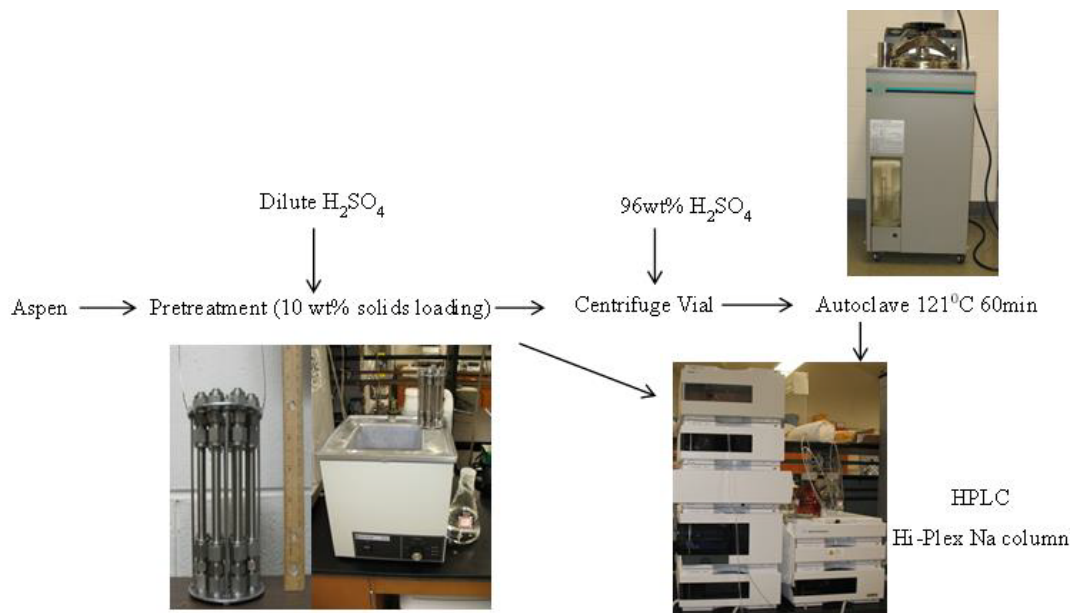 Dilute H₂SO₄
96wt% H₂SO₄
Aspen
Pretreatment (10 wt% solids loading)
Centrifuge Vial
Autoclave 121⁰C 60min
HPLC
Hi-Plex Na column